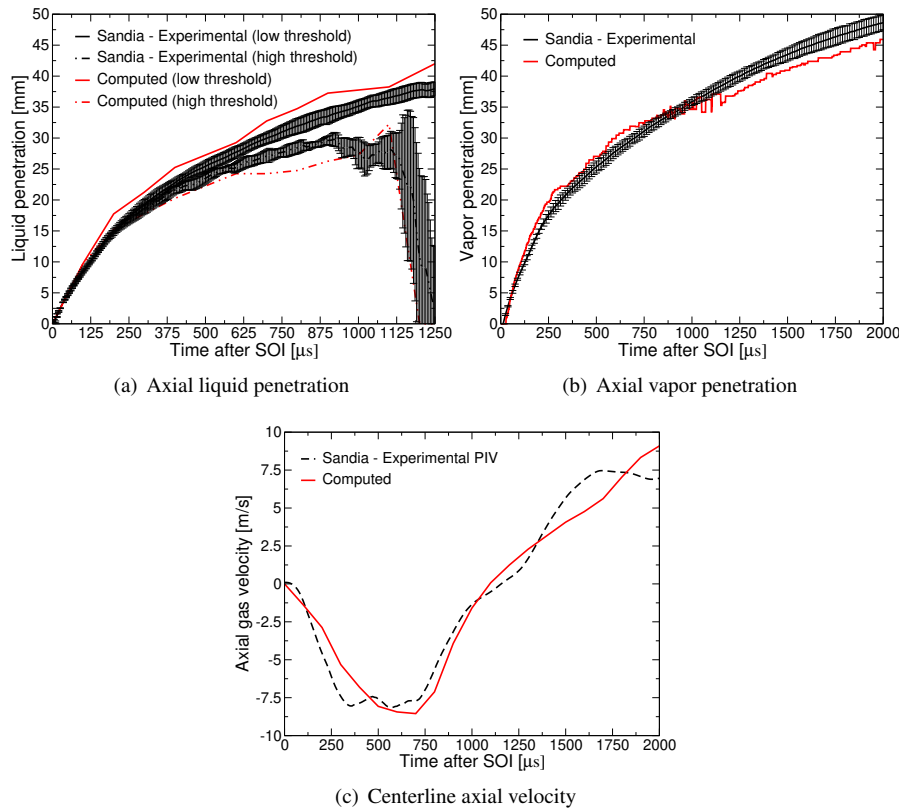 50
45
40
35
30
25
20
15
10
5
0
Liquid penetration [mm]
Sandia - Experimental (low threshold)
Sandia - Experimental (high threshold)
Computed (low threshold)
Computed (high threshold)
0 125 250 375 500 625 750 875 1000 1125 1250
Time after SOI [µs]
(a) Axial liquid penetration
50
45
40
35
30
25
20
15
10
5
0
Vapor penetration [mm]
Sandia - Experimental
Computed
0 250 500 750 1000 1250 1500 1750 2000
Time after SOI [µs]
(b) Axial vapor penetration
10
7.5
5
2.5
0
-2.5
-5
-7.5
-10
Axial gas velocity [m/s]
Sandia - Experimental PIV
Computed
0 250 500 750 1000 1250 1500 1750 2000
Time after SOI [µs]
(c) Centerline axial velocity